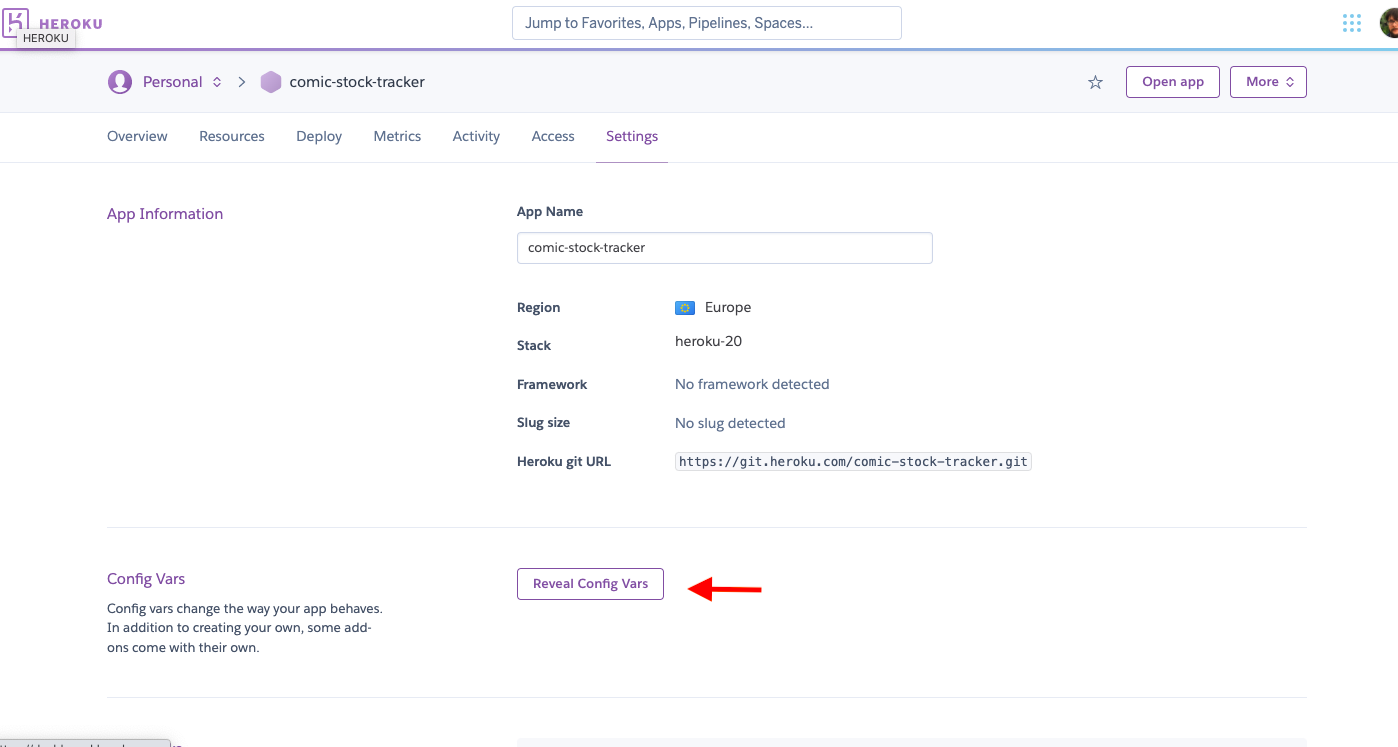 HEROKU
HEROKU
Jump to Favorites, Apps, Pipelines, Spaces...
Personal
comic-stock-tracker
Open app
More
Overview
Resources
Deploy
Metrics
Activity
Access
Settings
App Information
App Name
comic-stock-tracker
Region
Europe
Stack
heroku-20
Framework
No framework detected
Slug size
No slug detected
Heroku git URL
https://git.heroku.com/comic-stock-tracker.git
Config Vars
Reveal Config Vars
Config vars change the way your app behaves.
In addition to creating your own, some add-
ons come with their own.